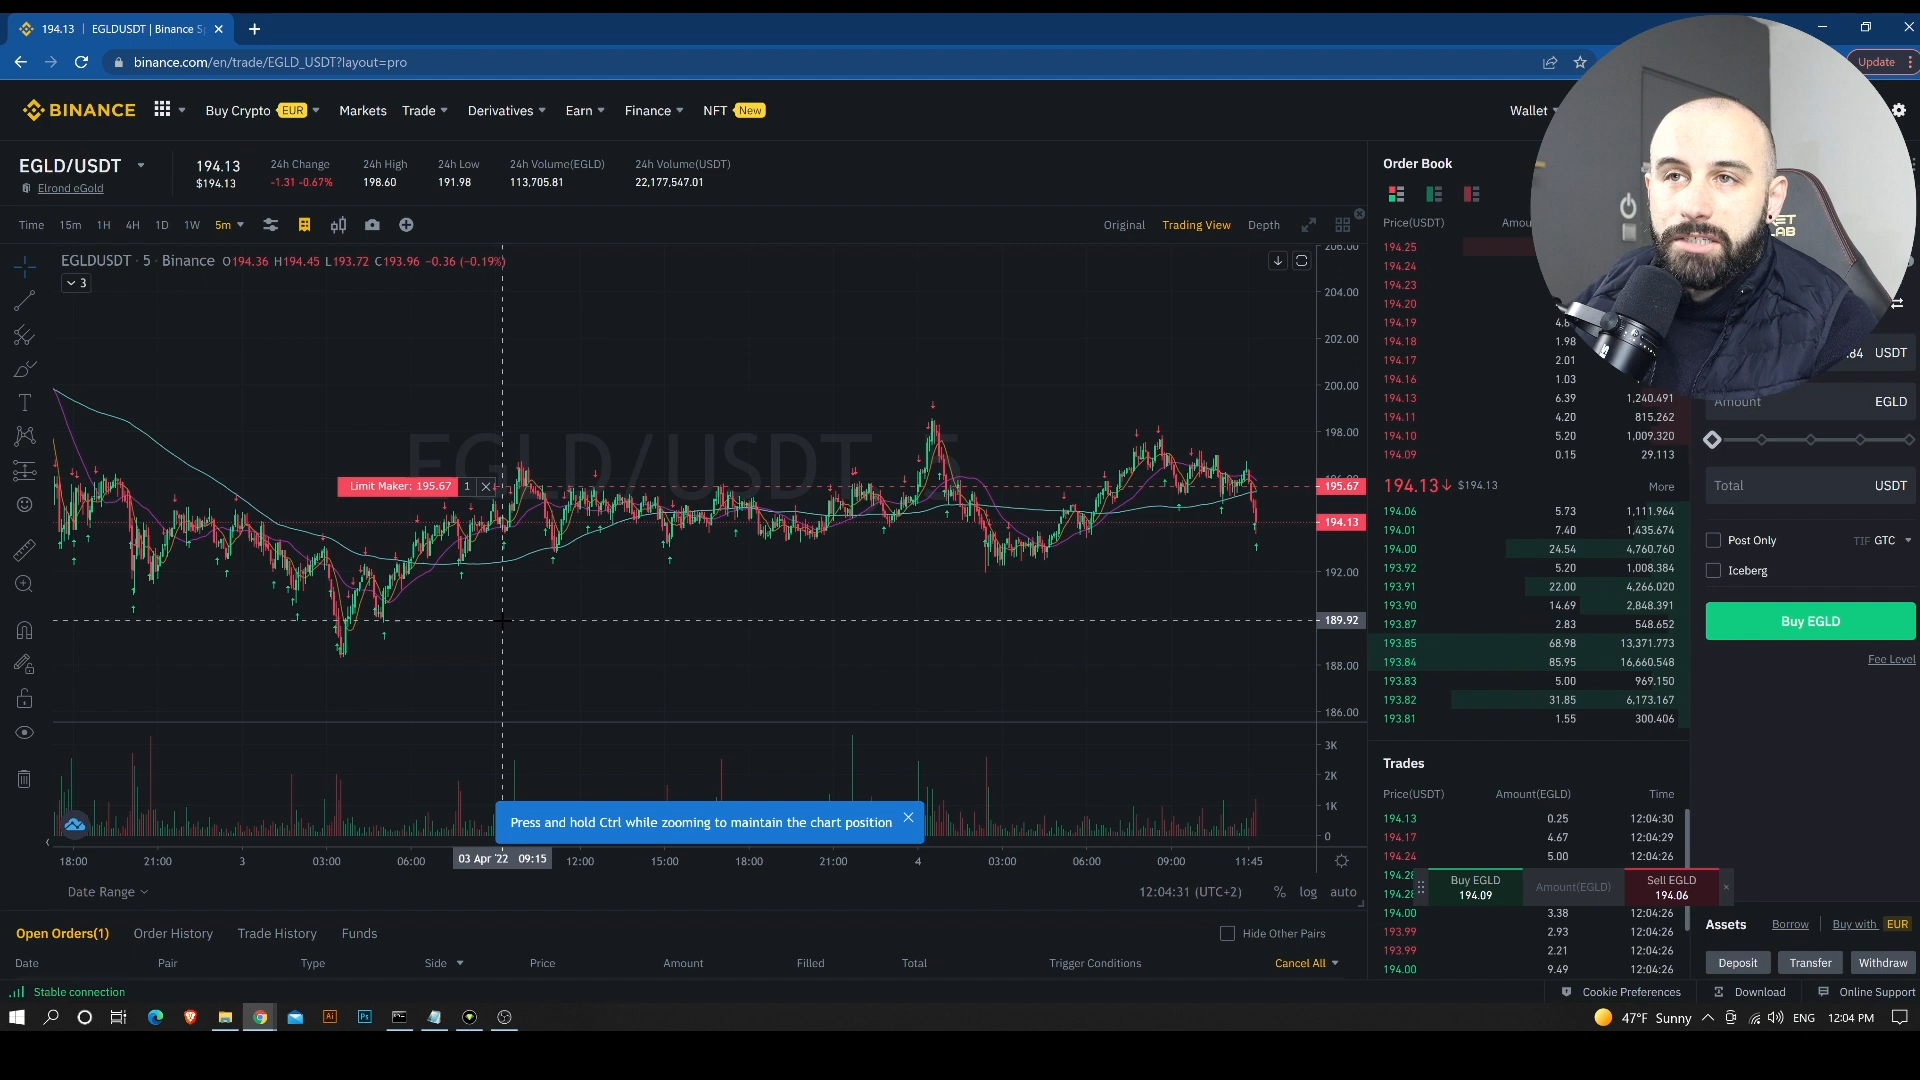 194.13 | EGLDUSDT | Binance S
binance.com/en/trade/EGLD_USDT?layout=pro
Update
BINANCE
Buy Crypto EUR
Markets
Trade
Derivatives
Earn
Finance
NFT New
Wallet
EGLD/USDT
Elrond eGold
194.13
$194.13
24h Change
-1.31 -0.67%
24h High
198.60
24h Low
191.98
24h Volume(EGLD)
113,705.81
24h Volume(USDT)
22,177,547.01
Time 15m 1H 4H 1D 1W 5m
Original Trading View Depth
EGLDUSDT · 5 · Binance O194.36 H194.45 L193.72 C193.96 −0.36 (−0.19%)
3
EGLD/USDT, 5
Limit Maker: 195.67 1
206.00
204.00
202.00
200.00
198.00
196.00
195.67
194.13
192.00
189.92
188.00
186.00
3K
2K
1K
0
Press and hold Ctrl while zooming to maintain the chart position
18:00 21:00 3 03:00 06:00 03 Apr '22 09:15 12:00 15:00 18:00 21:00 4 03:00 06:00 09:00 11:45
Date Range
12:04:31 (UTC+2) % log auto
Order Book
Price(USDT) Amou
194.25
194.24
194.23
194.20
194.19 4.8
194.18 1.98
194.17 2.01
194.16 1.03
194.13 6.39 1,240.491
194.11 4.20 815.262
194.10 5.20 1,009.320
194.09 0.15 29.113
194.13↓ $194.13 More
194.06 5.73 1,111.964
194.01 7.40 1,435.674
194.00 24.54 4,760.760
193.92 5.20 1,008.384
193.91 22.00 4,266.020
193.90 14.69 2,848.391
193.87 2.83 548.652
193.85 68.98 13,371.773
193.84 85.95 16,660.548
193.83 5.00 969.150
193.82 31.85 6,173.167
193.81 1.55 300.406
Trades
Price(USDT) Amount(EGLD) Time
194.13 0.25 12:04:30
194.17 4.67 12:04:29
194.24 5.00 12:04:26
194.28
194.28
194.00 3.38 12:04:26
193.99 2.93 12:04:26
193.99 2.21 12:04:26
194.00 9.49 12:04:26
Buy EGLD
194.09
Amount(EGLD)
Sell EGLD
194.06
.84 USDT
Amount EGLD
Total USDT
Post Only TIF GTC
Iceberg
Buy EGLD
Fee Level
Assets Borrow Buy with EUR
Deposit Transfer Withdraw
Open Orders(1) Order History Trade History Funds
Hide Other Pairs
Date Pair Type Side Price Amount Filled Total Trigger Conditions Cancel All
Stable connection
Cookie Preferences Download Online Support
47°F Sunny ENG 12:04 PM